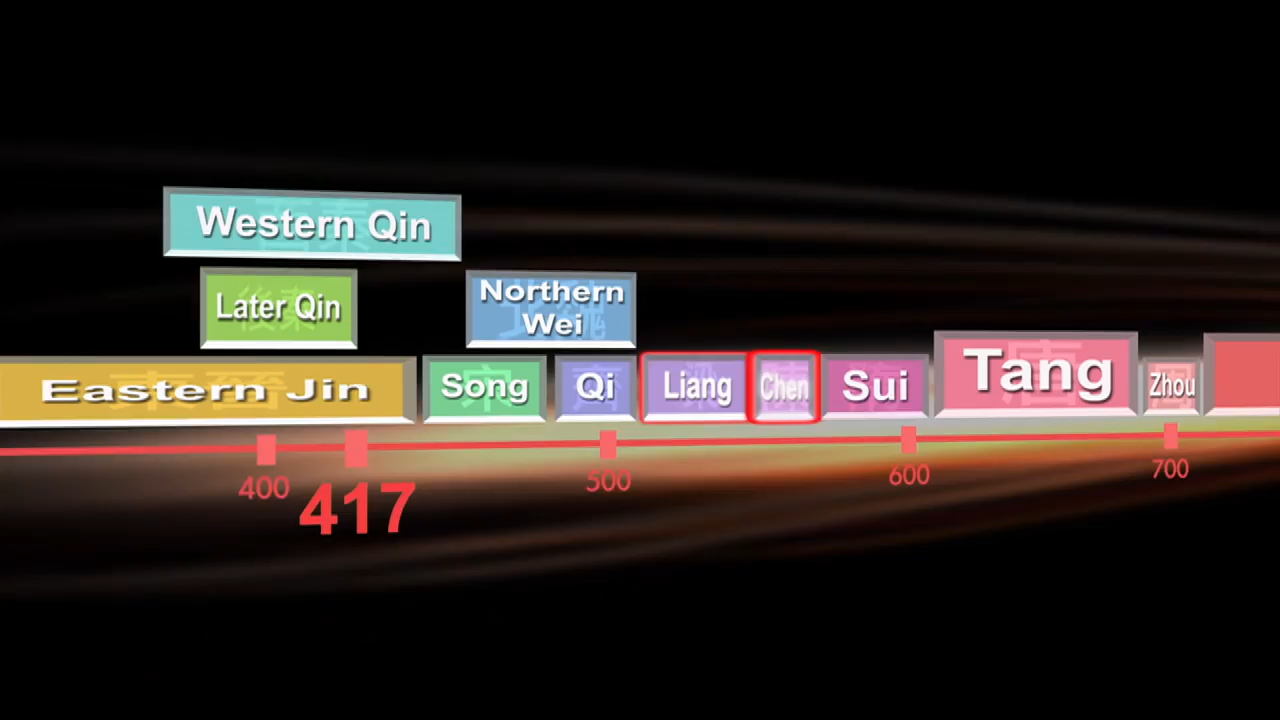 Western Qin
Later Qin
Northern
Wei
Eastern Jin
Song
Qi
Liang
Chen
Sui
Tang
Zhou
400
417
500
600
700